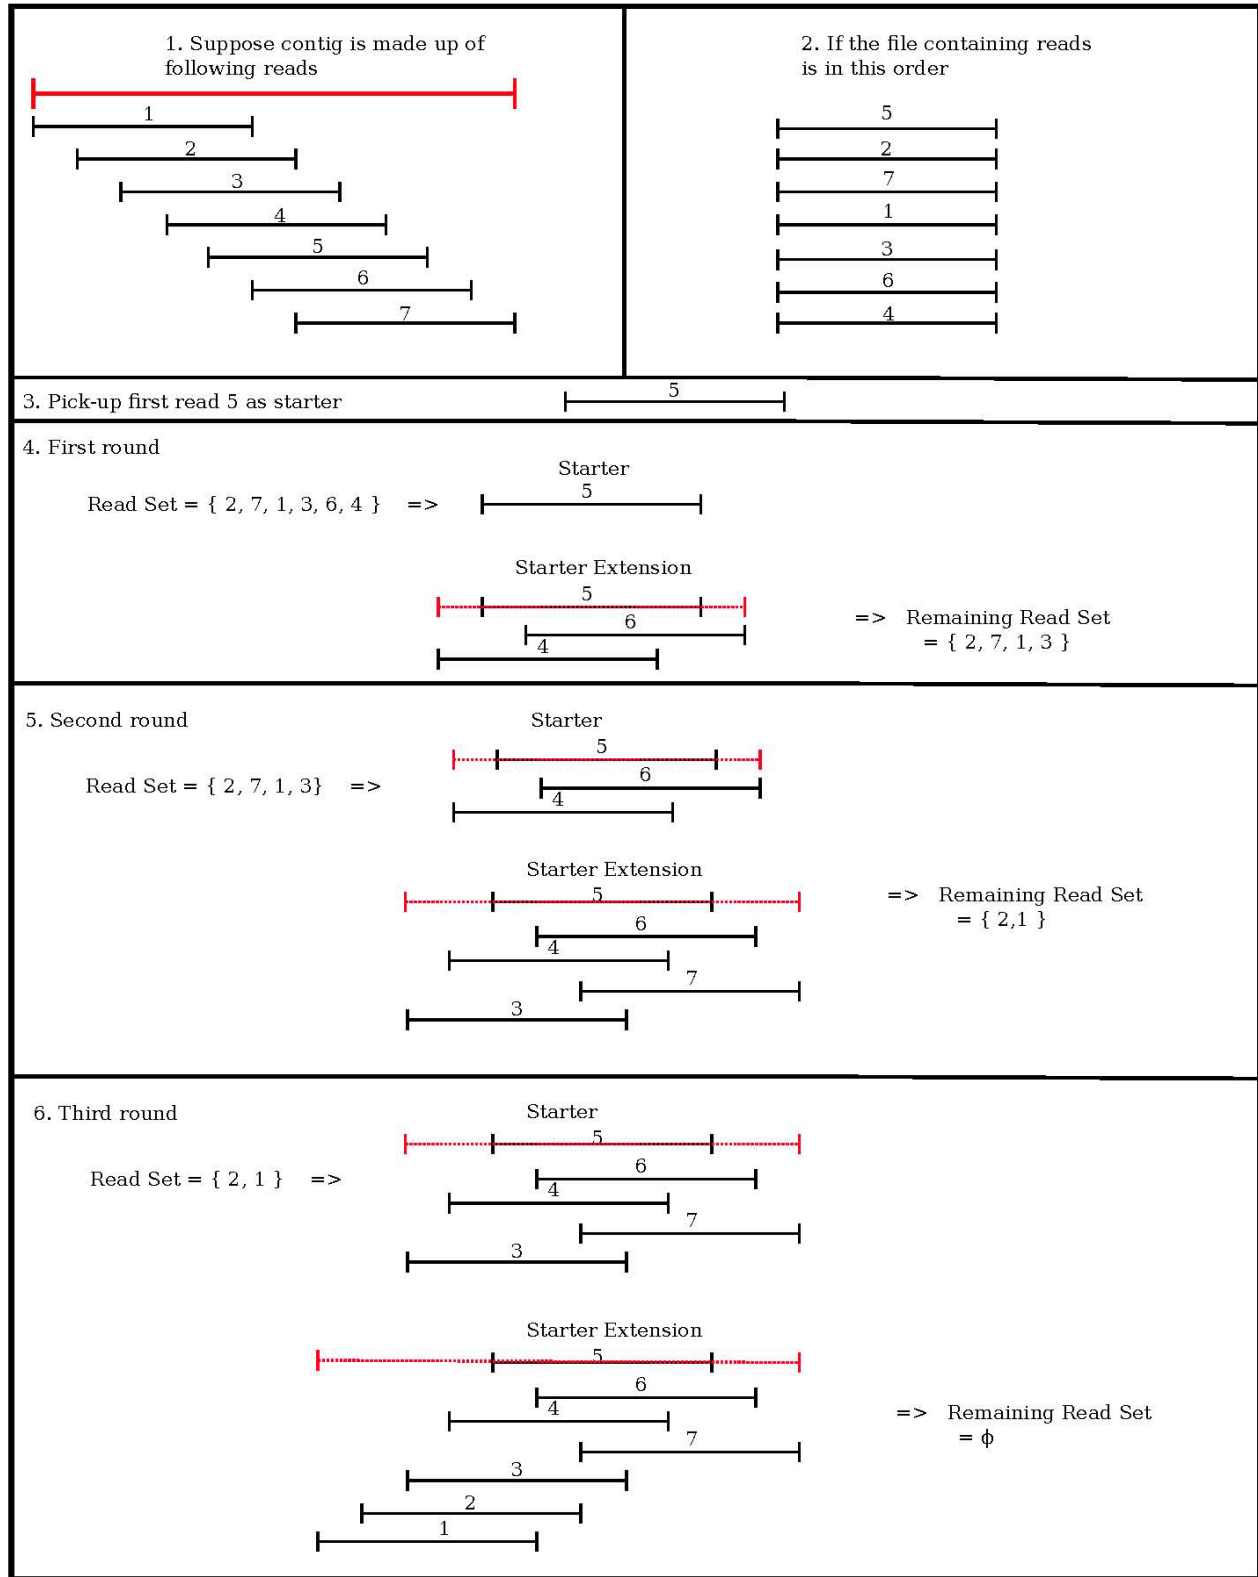 1. Suppose contig is made up of
following reads
1
2
3
4
5
6
7
2. If the file containing reads
is in this order
5
2
7
1
3
6
4
3. Pick-up first read 5 as starter
5
4. First round
Starter
5
Read Set = { 2, 7, 1, 3, 6, 4 } =>
Starter Extension
5
6
4
=> Remaining Read Set
= { 2, 7, 1, 3 }
5. Second round
Starter
5
Read Set = { 2, 7, 1, 3} =>
6
4
Starter Extension
5
6
4
7
3
=> Remaining Read Set
= { 2,1 }
6. Third round
Starter
5
Read Set = { 2, 1 } =>
6
4
7
3
Starter Extension
5
6
4
7
3
2
1
=> Remaining Read Set
= ϕ